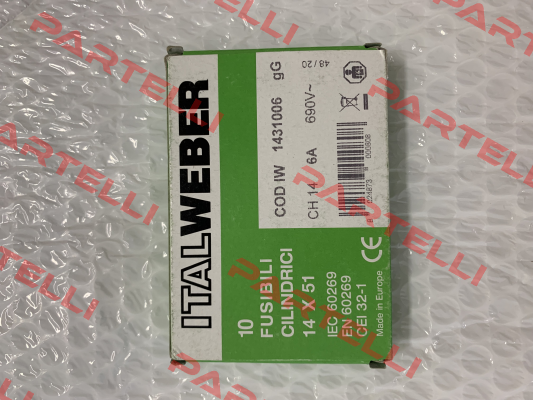 ITALWEBER
10
FUSIBILI
CILINDRICI
14 X 51
IEC 60269
EN 60269
CEI 32-1
Made in Europe
CE
COD IW 1431006 gG
CH 14 6A 690V~
48/20
000608
PARTELLI
PARTELLI
PARTELLI
PARTELLI
PARTELLI